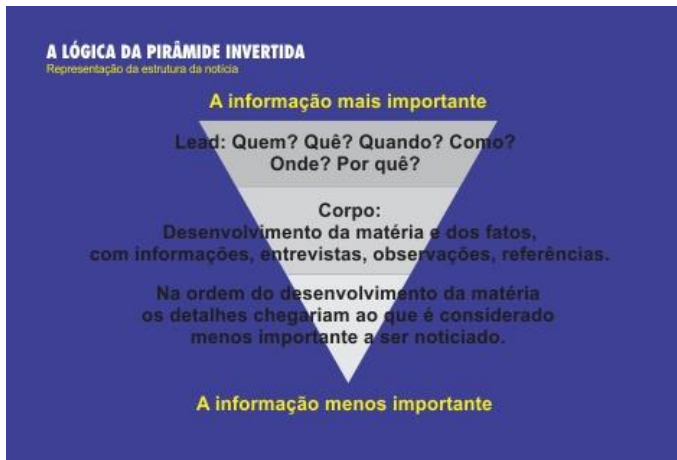 A LÓGICA DA PIRÂMIDE INVERTIDA
Representação da estrutura da notícia
A informação mais importante
Lead: Quem? Quê? Quando? Como?
Onde? Por quê?
Corpo:
Desenvolvimento da matéria e dos fatos,
com informações, entrevistas, observações, referências.
Na ordem do desenvolvimento da matéria
os detalhes chegariam ao que é considerado
menos importante a ser noticiado.
A informação menos importante